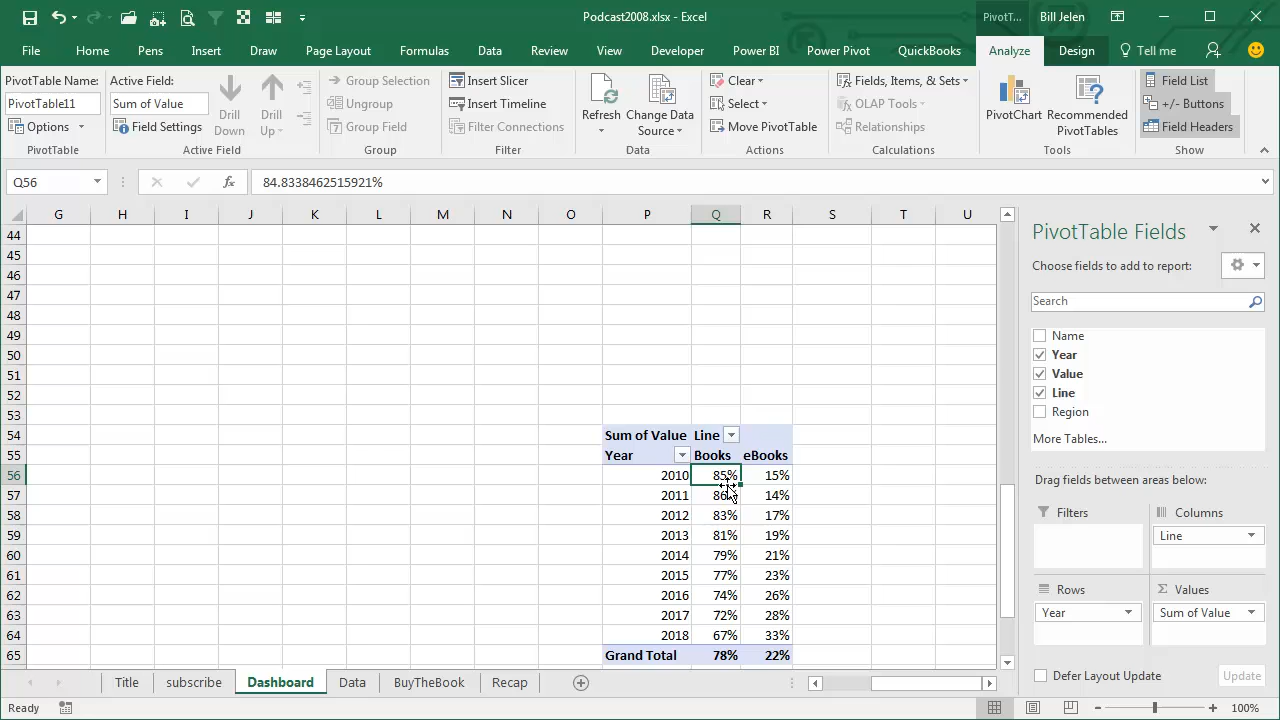 Podcast2008.xlsx - Excel
PivotT...
Bill Jelen
File Home Pens Insert Draw Page Layout Formulas Data Review View Developer Power BI Power Pivot QuickBooks Analyze Design Tell me
PivotTable Name:
PivotTable11
Options
PivotTable
Active Field:
Sum of Value
Field Settings
Drill Down
Drill Up
Active Field
Group Selection
Ungroup
Group Field
Group
Insert Slicer
Insert Timeline
Filter Connections
Filter
Refresh
Change Data Source
Data
Clear
Select
Move PivotTable
Actions
Fields, Items, & Sets
OLAP Tools
Relationships
Calculations
PivotChart
Recommended PivotTables
Tools
Field List
+/- Buttons
Field Headers
Show
Q56 fx 84.8338462515921%
G H I J K L M N O P Q R S T U
44
45
46
47
48
49
50
51
52
53
54 Sum of Value Line
55 Year Books eBooks
56 2010 85% 15%
57 2011 86% 14%
58 2012 83% 17%
59 2013 81% 19%
60 2014 79% 21%
61 2015 77% 23%
62 2016 74% 26%
63 2017 72% 28%
64 2018 67% 33%
65 Grand Total 78% 22%
PivotTable Fields
Choose fields to add to report:
Search
Name
Year
Value
Line
Region
More Tables...
Drag fields between areas below:
Filters
Columns
Line
Rows
Year
Σ Values
Sum of Value
Defer Layout Update
Update
Title subscribe Dashboard Data BuyTheBook Recap
Ready
100%